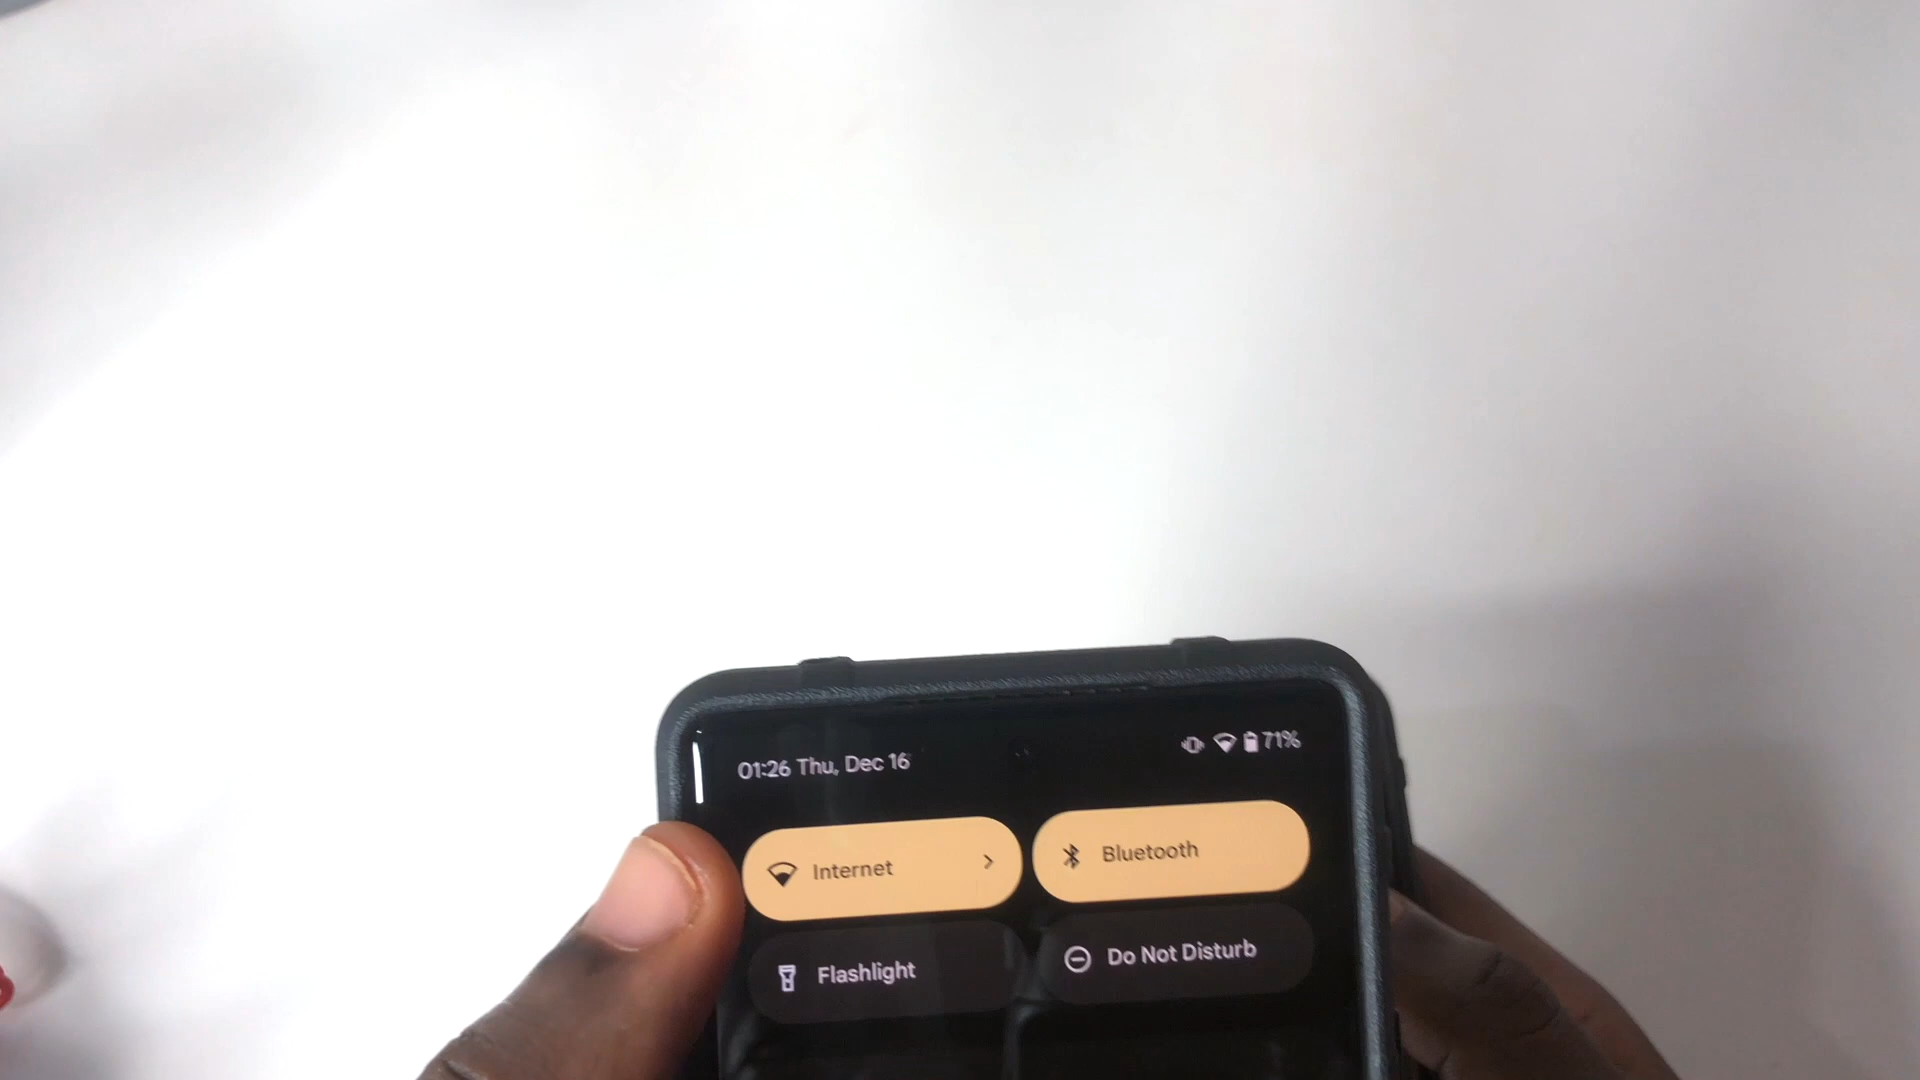 01:26 Thu, Dec 16
71%
Internet
Bluetooth
Flashlight
Do Not Disturb